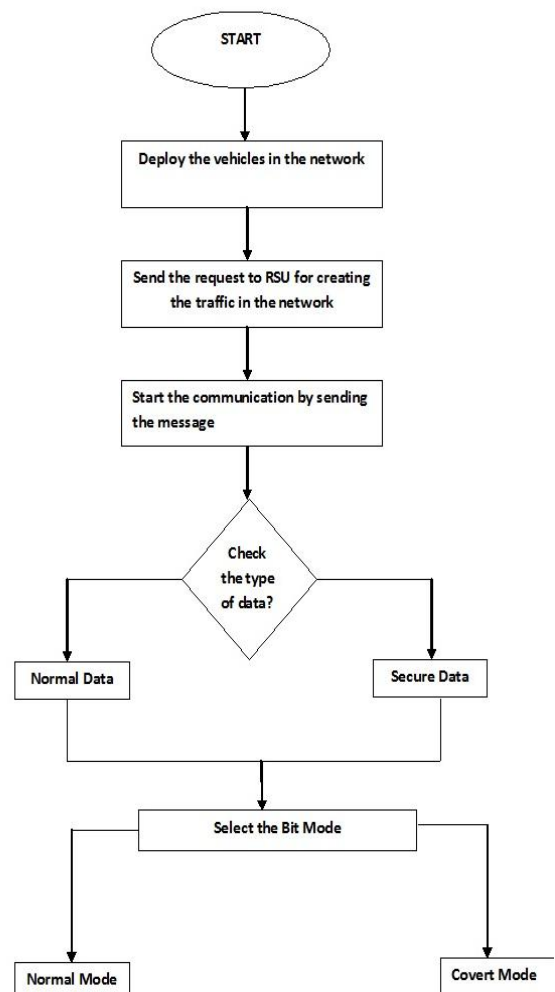 START
Deploy the vehicles in the network
Send the request to RSU for creating
the traffic in the network
Start the communication by sending
the message
Check
the type
of data?
Normal Data
Secure Data
Select the Bit Mode
Normal Mode
Covert Mode